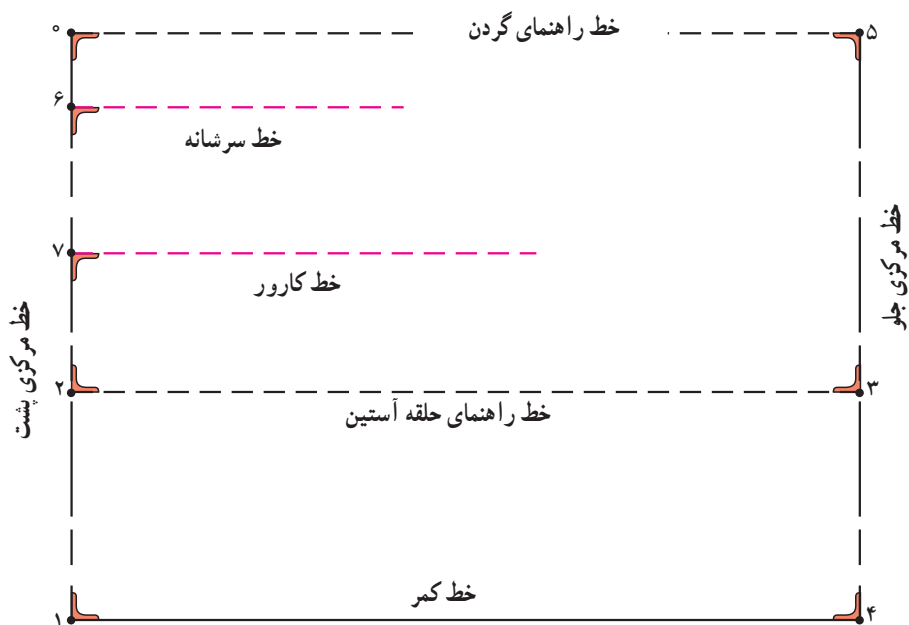 ۰
خط راهنمای گردن
۵
۶
خط سرشانه
۷
خط کارور
خط مرکزی جلو
خط مرکزی پشت
۲
خط راهنمای حلقه آستین
۳
۱
خط کمر
۴